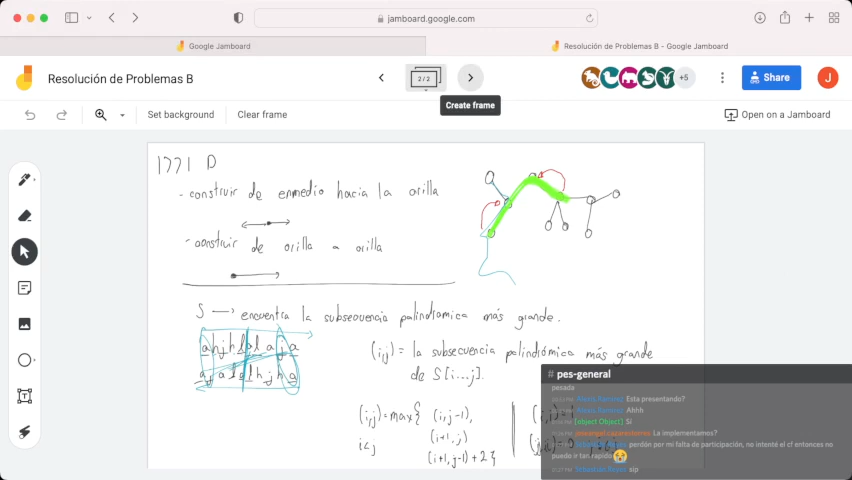 jamboard.google.com
Google Jamboard
Resolución de Problemas B - Google Jamboard
Resolución de Problemas B
2/2
+5
Share
J
Create frame
Set background
Clear frame
Open on a Jamboard
1771 D
- construir de enmedio hacia la orilla
- construir de orilla a orilla
S → encuentra la subsecuencia palindromica más grande.
(i,j) = la subsecuencia palindrómica más grande
de S[i...j].
# pes-general
pesada
Esta presentando?
Ahhh
[object Object] Si
La implementamos?
perdón por mi falta de participación, no intenté el cf entonces no
puede ir tan rapido
sip
(i,j) = max{ (i, j-1),
i<j
(i+1, j)
(i+1, j-1) + 2 }